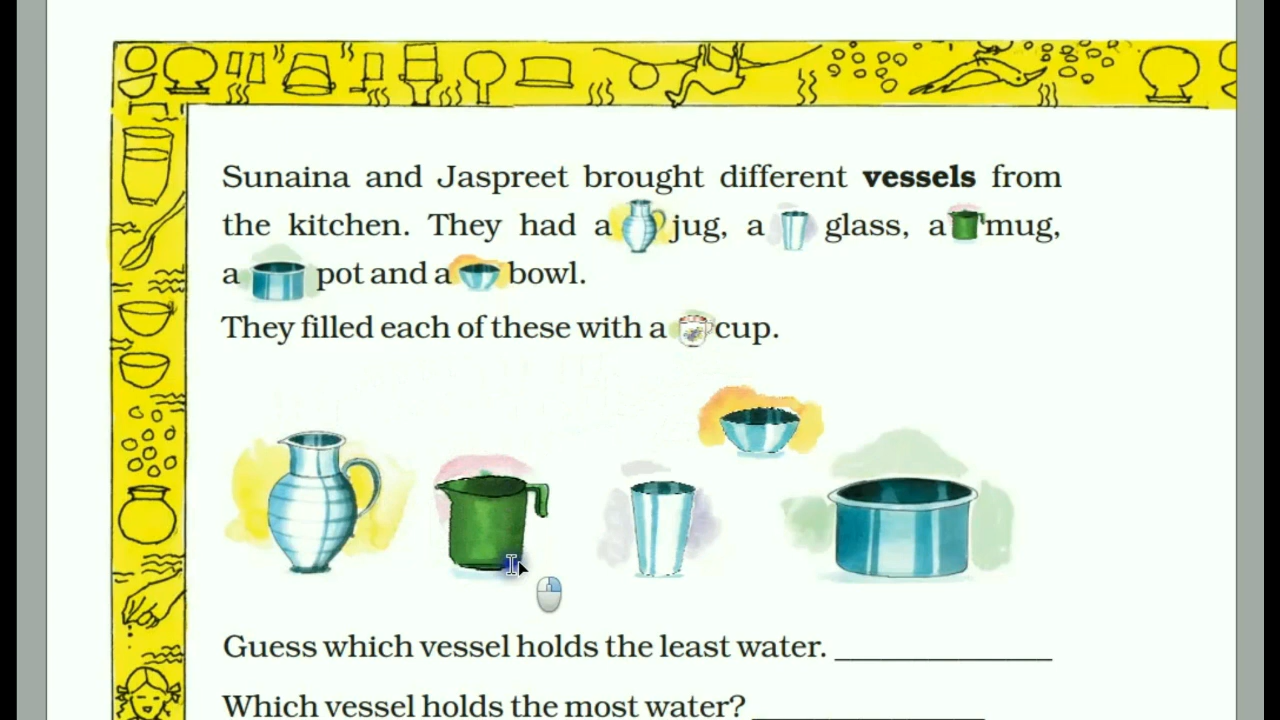 Sunaina and Jaspreet brought different vessels from
the kitchen. They had a jug, a glass, a mug,
a pot and a bowl.
They filled each of these with a cup.
Guess which vessel holds the least water. ______________
Which vessel holds the most water? _______________